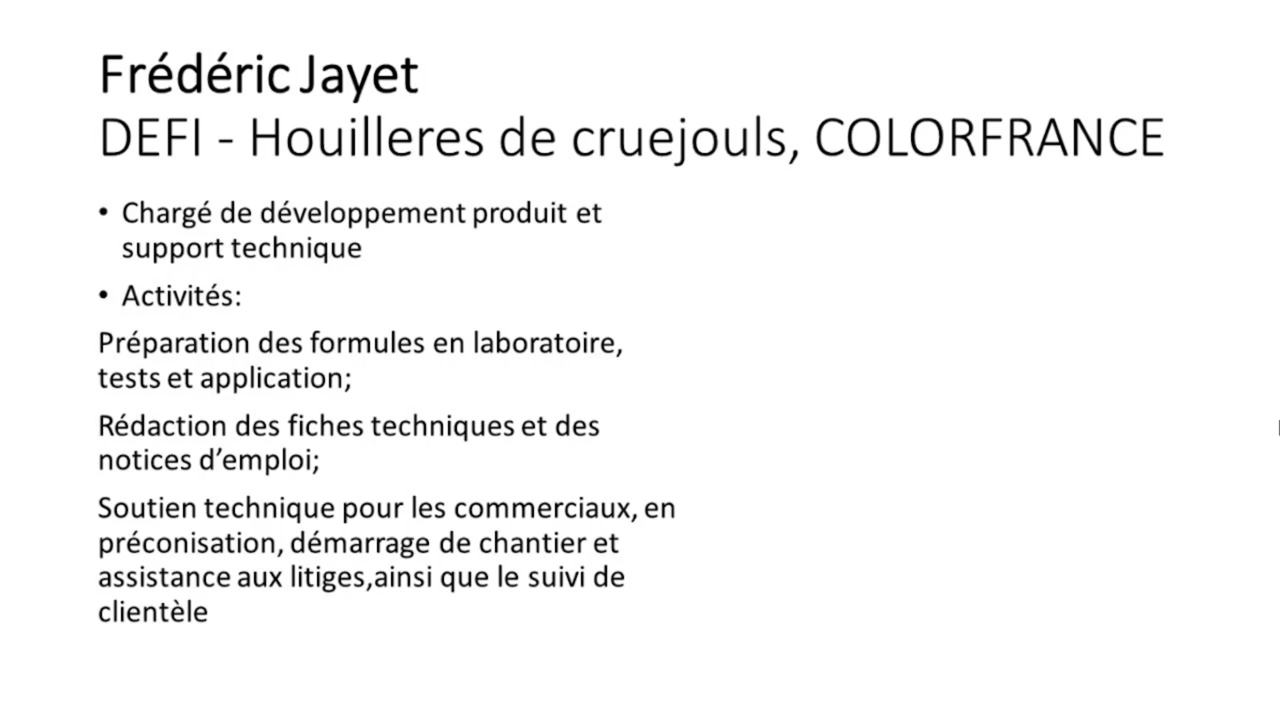 Frédéric Jayet
DEFI - Houilleres de cruejouls, COLORFRANCE
• Chargé de développement produit et
support technique
• Activités:
Préparation des formules en laboratoire,
tests et application;
Rédaction des fiches techniques et des
notices d’emploi;
Soutien technique pour les commerciaux, en
préconisation, démarrage de chantier et
assistance aux litiges,ainsi que le suivi de
clientèle